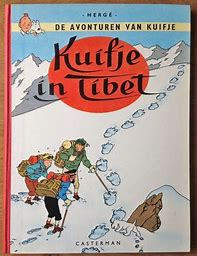 HERGÉ
DE AVONTUREN VAN KUIFJE
Kuifje
in Tibet
CASTERMAN